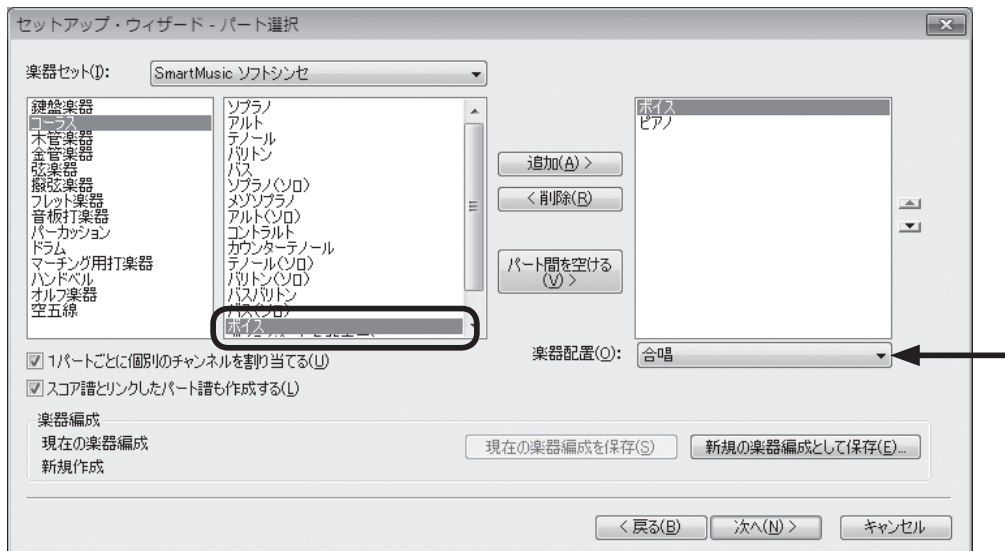 セットアップ・ウィザード - パート選択
楽器セット(I):
SmartMusic ソフトシンセ
鍵盤楽器
コーラス
木管楽器
金管楽器
弦楽器
撥弦楽器
フレット楽器
音板打楽器
パーカッション
ドラム
マーチング用打楽器
ハンドベル
オルフ楽器
空五線
ソプラノ
アルト
テノール
バリトン
バス
ソプラノ(ソロ)
メゾソプラノ
アルト(ソロ)
コントラルト
カウンターテノール
テノール(ソロ)
バリトン(ソロ)
バスバリトン
バス(ソロ)
ボイス
追加(A) >
< 削除(R)
パート間を空ける
(V) >
ボイス
ピアノ
楽器配置(O):
合唱
1パートごとに個別のチャンネルを割り当てる(U)
スコア譜とリンクしたパート譜も作成する(L)
楽器編成
現在の楽器編成
新規作成
現在の楽器編成を保存(S)
新規の楽器編成として保存(E)...
< 戻る(B)
次へ(N) >
キャンセル